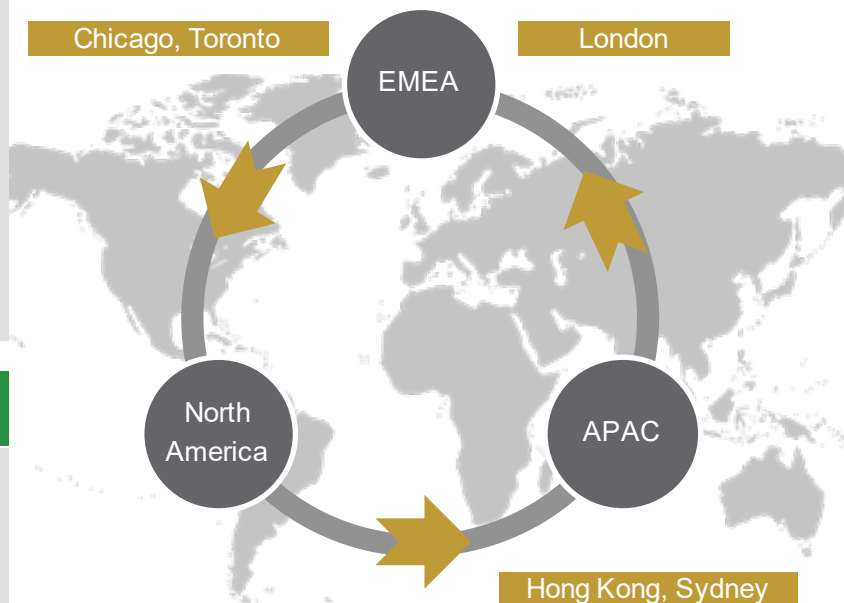 Chicago, Toronto
London
EMEA
North
America
APAC
Hong Kong, Sydney